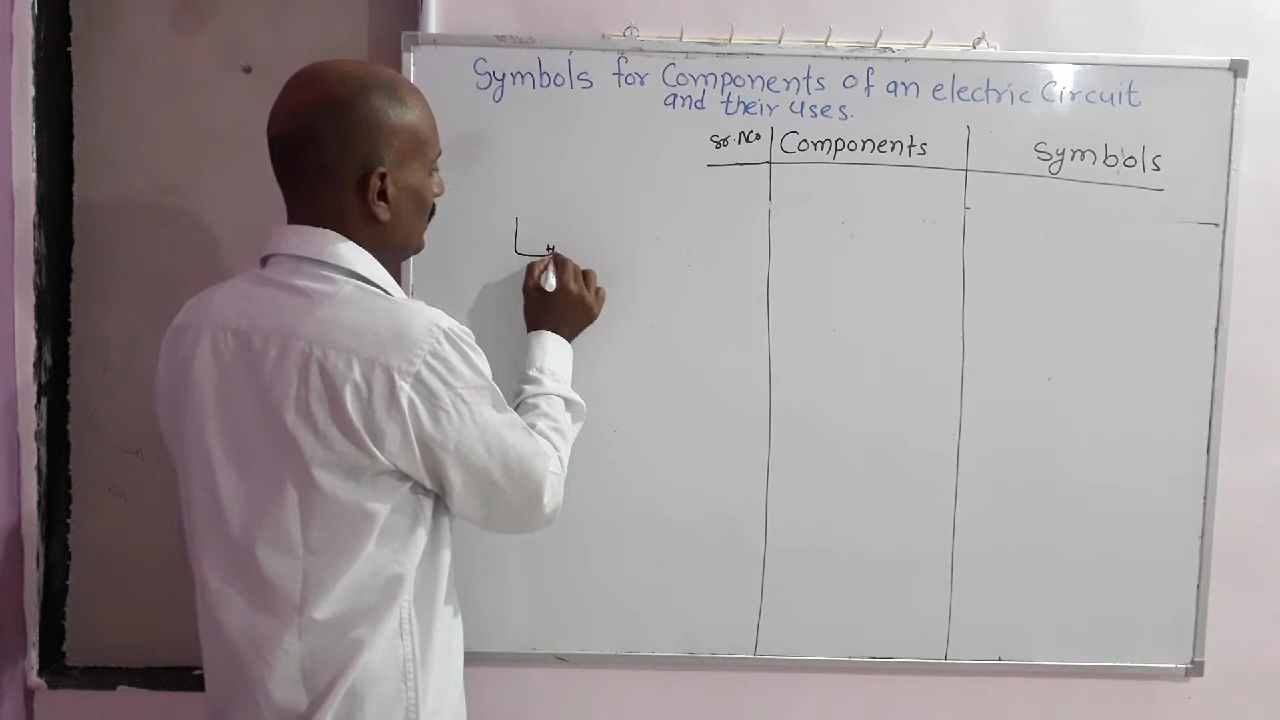 Symbols for Components of an electric Circuit
and their uses.
Sr.No Components Symbols